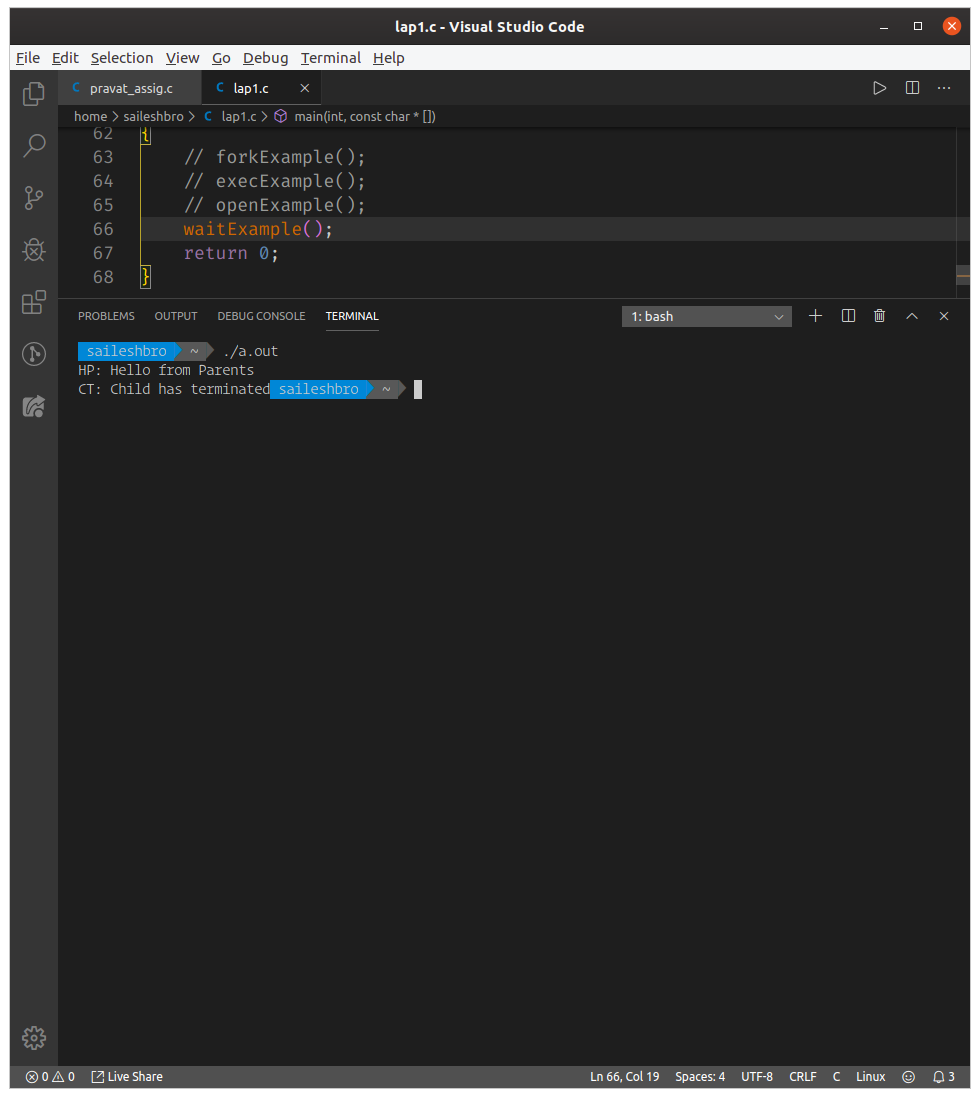 lap1.c - Visual Studio Code
File Edit Selection View Go Debug Terminal Help
C pravat_assig.c C lap1.c
home > saileshbro > C lap1.c > main(int, const char * [])
62 {
63 // forkExample();
64 // execExample();
65 // openExample();
66 waitExample();
67 return 0;
68 }
PROBLEMS OUTPUT DEBUG CONSOLE TERMINAL 1: bash
saileshbro ~ ./a.out
HP: Hello from Parents
CT: Child has terminated saileshbro ~
0 0 Live Share Ln 66, Col 19 Spaces: 4 UTF-8 CRLF C Linux 3